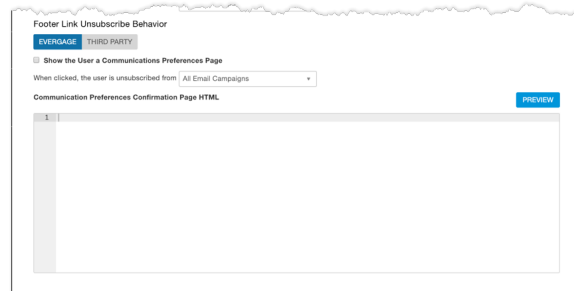 Footer Link Unsubscribe Behavior
EVERGAGE THIRD PARTY
Show the User a Communications Preferences Page
When clicked, the user is unsubscribed from All Email Campaigns
Communication Preferences Confirmation Page HTML PREVIEW
1